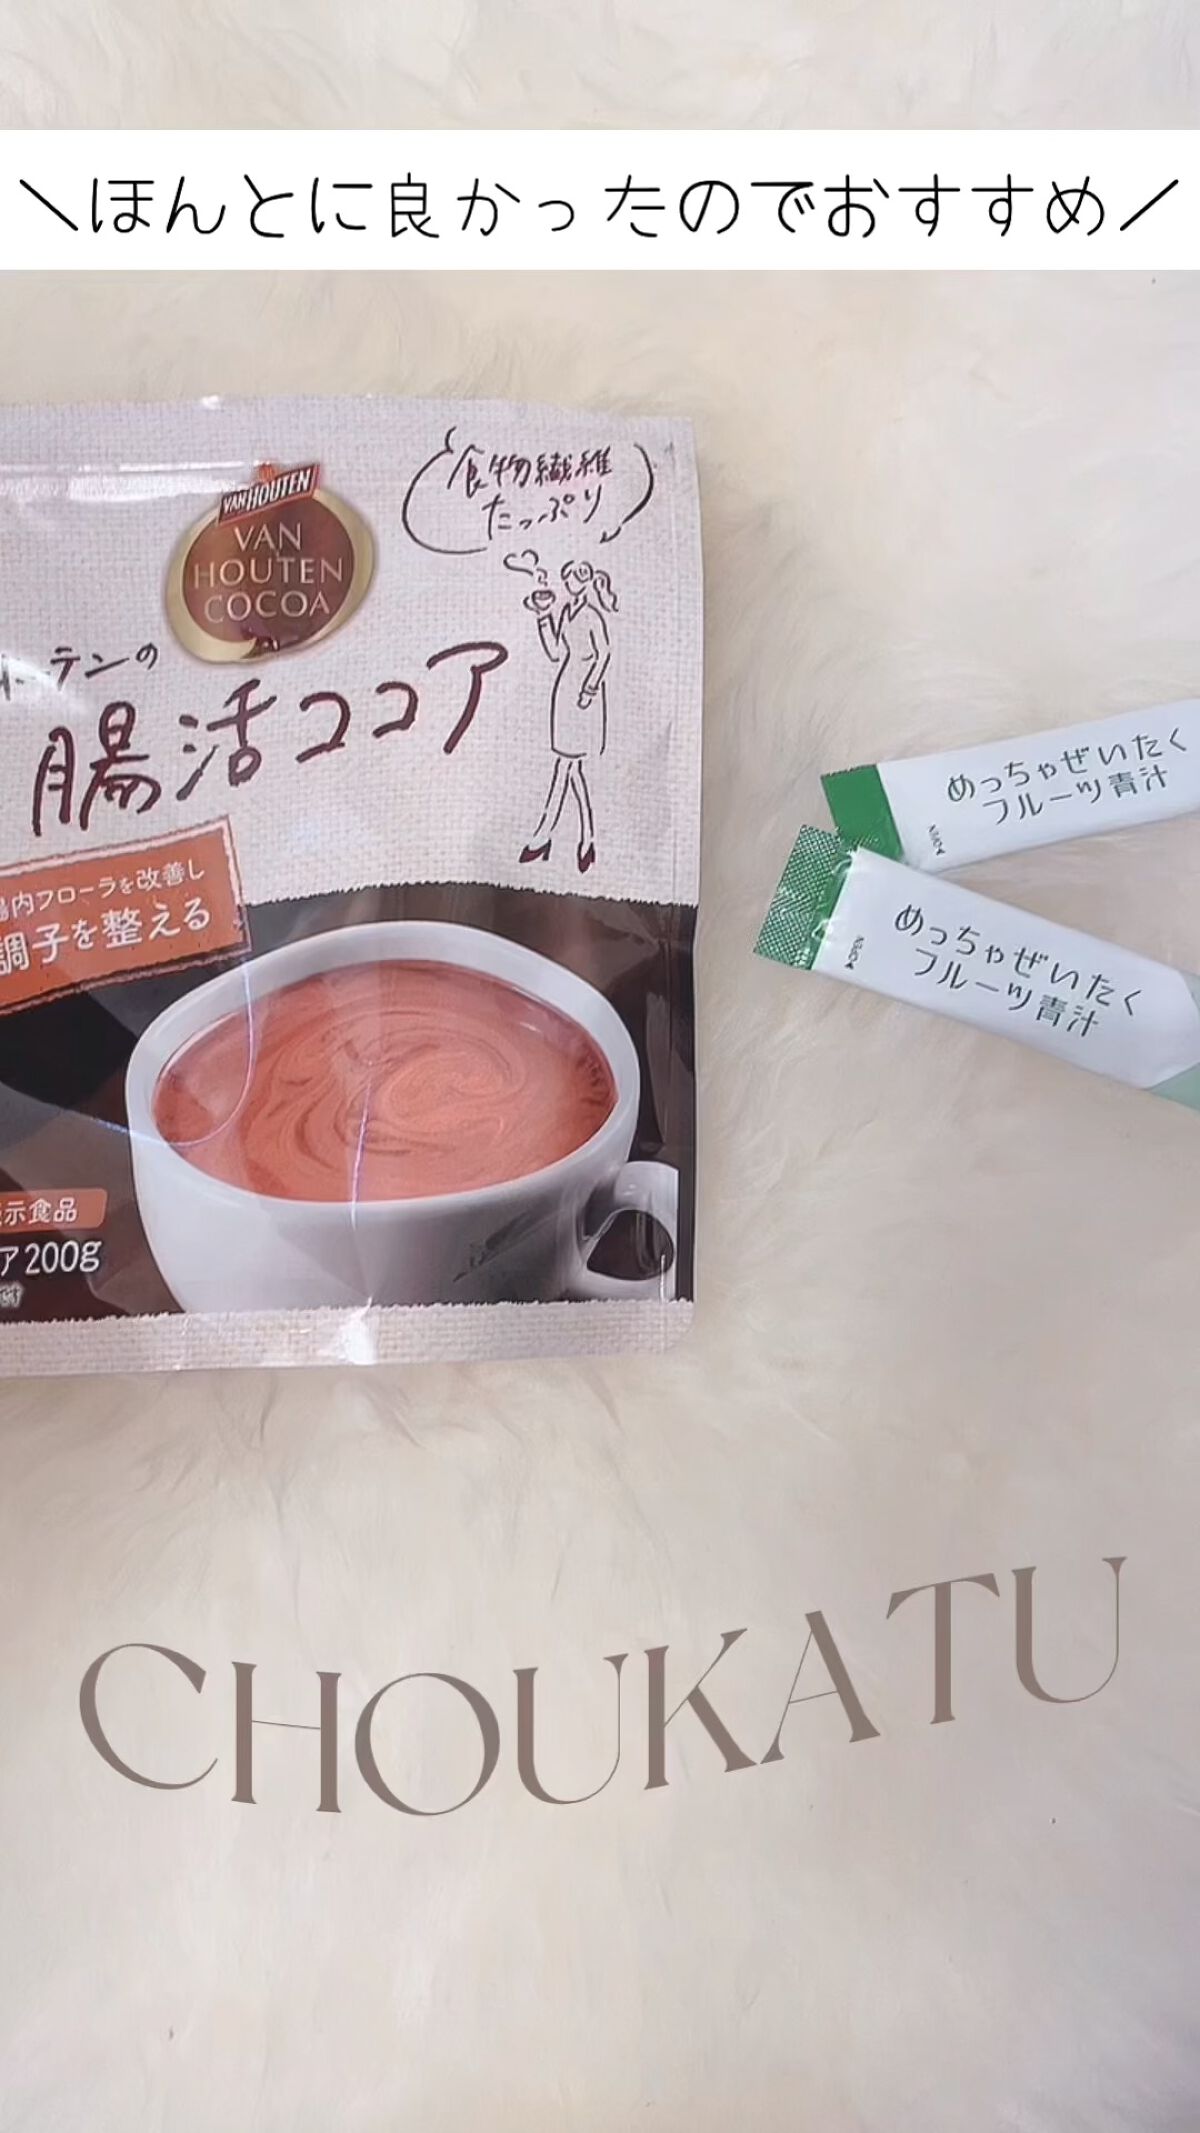 ＼ほんとに良かったのでおすすめ／
VAN HOUTEN
VAN
HOUTEN
COCOA
食物繊維
たっぷり
ーテンの
腸活ココア
内フローラを改善し
調子を整える
示食品
ア200g
です
めっちゃぜいたく
フルーツ青汁
めっちゃぜいたく
フルーツ青汁
CHOUKATU